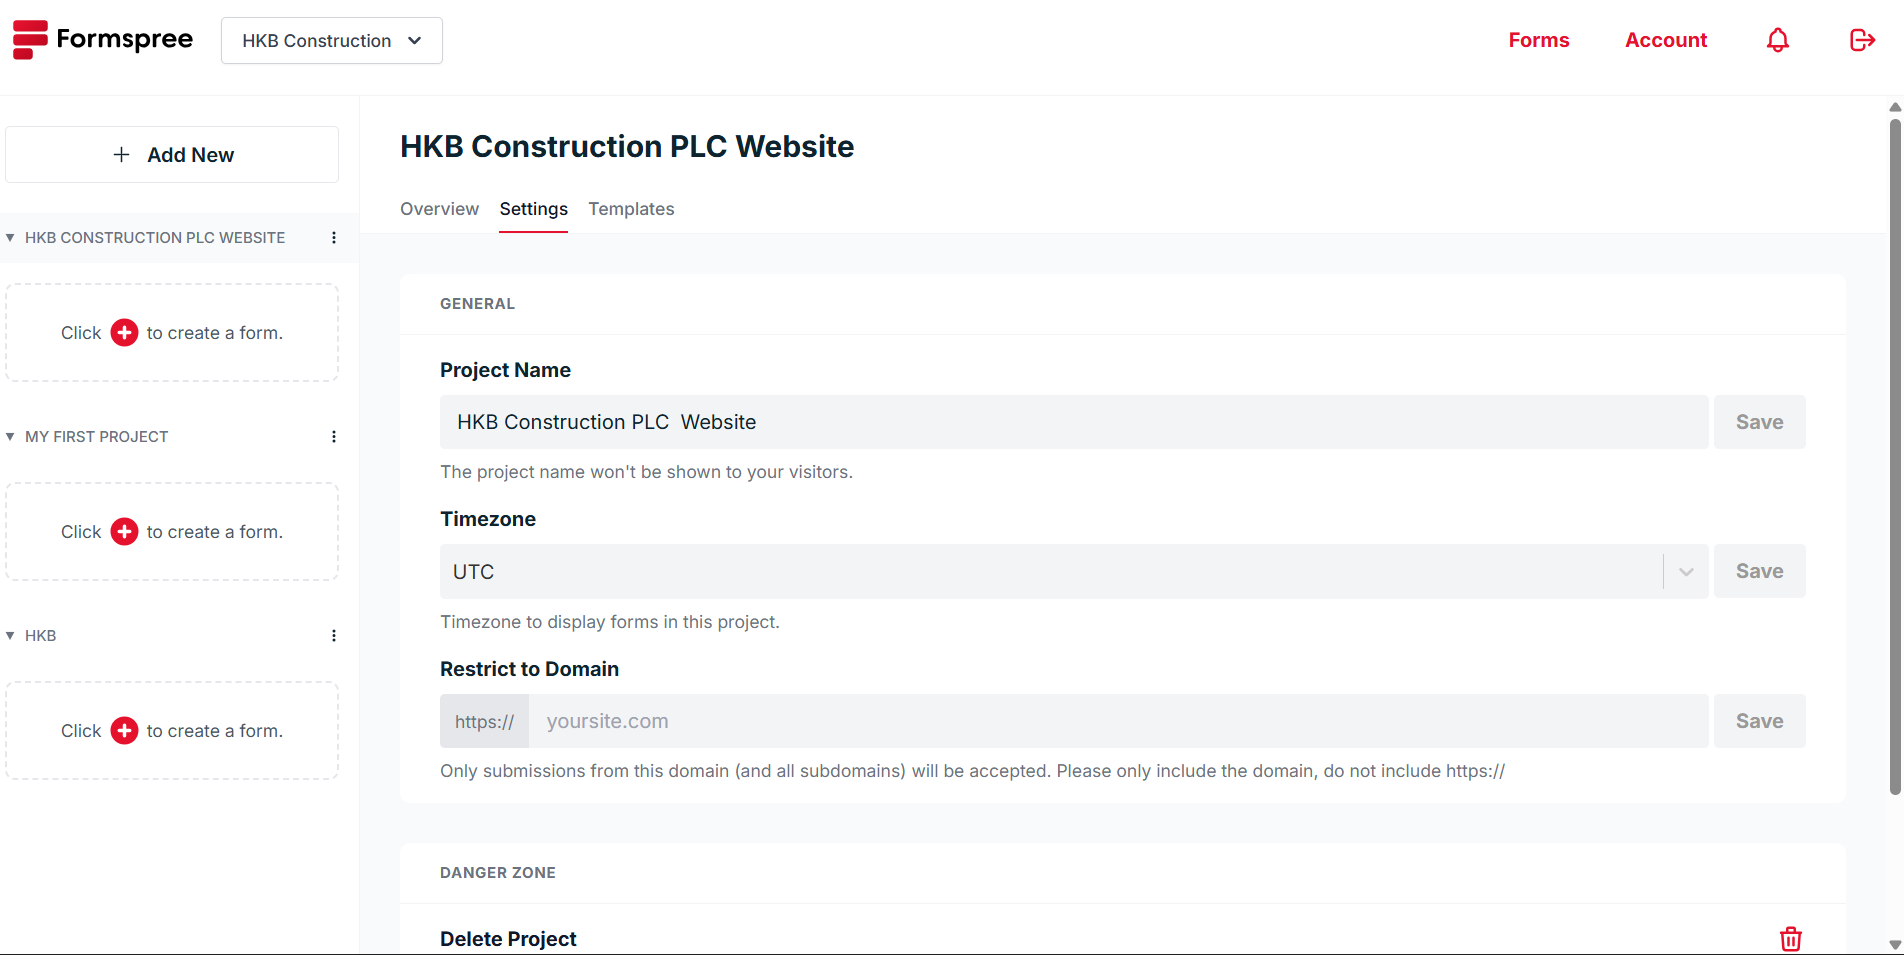 Formspree
HKB Construction
Forms
Account
Add New
HKB CONSTRUCTION PLC WEBSITE
Click + to create a form.
MY FIRST PROJECT
Click + to create a form.
HKB
Click + to create a form.
HKB Construction PLC Website
Overview Settings Templates
GENERAL
Project Name
HKB Construction PLC  Website
Save
The project name won't be shown to your visitors.
Timezone
UTC
Save
Timezone to display forms in this project.
Restrict to Domain
https:// yoursite.com
Save
Only submissions from this domain (and all subdomains) will be accepted. Please only include the domain, do not include https://
DANGER ZONE
Delete Project